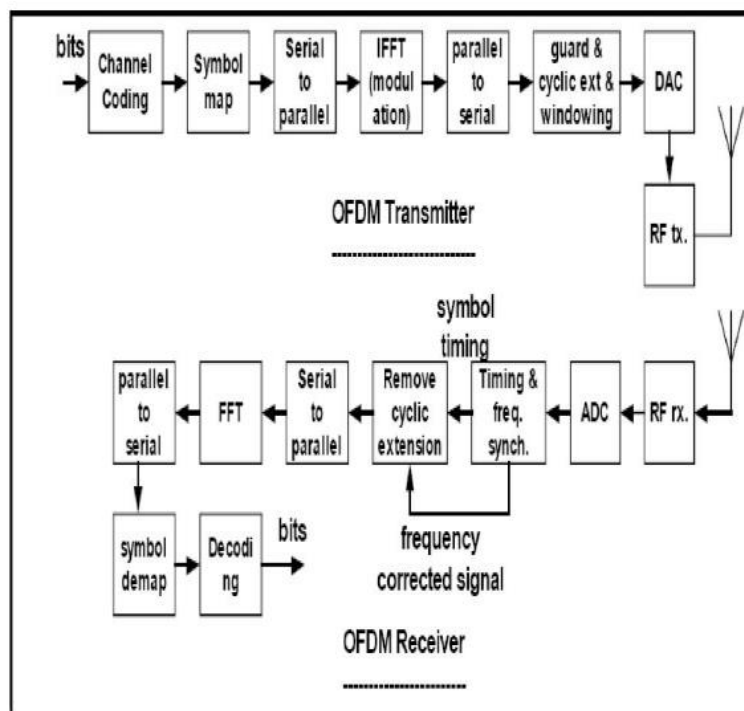 bits
Channel
Coding
Symbol
map
Serial
to
parallel
IFFT
(modul
ation)
parallel
to
serial
guard &
cyclic ext &
windowing
DAC
RF tx.
OFDM Transmitter
symbol
timing
parallel
to
serial
FFT
Serial
to
parallel
Remove
cyclic
extension
Timing &
freq.
synch.
ADC
RF rx.
symbol
demap
Decodi
ng
bits
frequency
corrected signal
OFDM Receiver